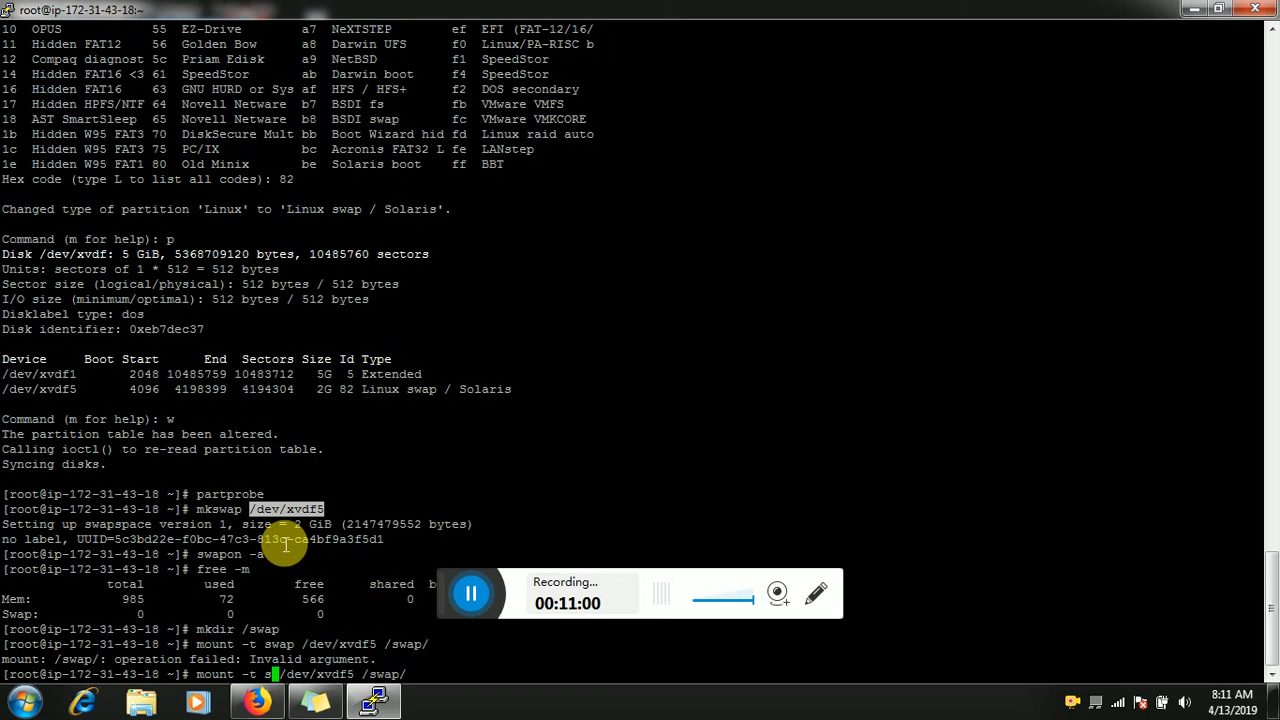 root@ip-172-31-43-18:~
10 OPUS 55 EZ-Drive a7 NeXTSTEP ef EFI (FAT-12/16/
11 Hidden FAT12 56 Golden Bow a8 Darwin UFS f0 Linux/PA-RISC b
12 Compaq diagnost 5c Priam Edisk a9 NetBSD f1 SpeedStor
14 Hidden FAT16 <3 61 SpeedStor ab Darwin boot f4 SpeedStor
16 Hidden FAT16 63 GNU HURD or Sys af HFS / HFS+ f2 DOS secondary
17 Hidden HPFS/NTF 64 Novell Netware b7 BSDI fs fb VMware VMFS
18 AST SmartSleep 65 Novell Netware b8 BSDI swap fc VMware VMKCORE
1b Hidden W95 FAT3 70 DiskSecure Mult bb Boot Wizard hid fd Linux raid auto
1c Hidden W95 FAT3 75 PC/IX bc Acronis FAT32 L fe LANstep
1e Hidden W95 FAT1 80 Old Minix be Solaris boot ff BBT
Hex code (type L to list all codes): 82
Changed type of partition 'Linux' to 'Linux swap / Solaris'.
Command (m for help): p
Disk /dev/xvdf: 5 GiB, 5368709120 bytes, 10485760 sectors
Units: sectors of 1 * 512 = 512 bytes
Sector size (logical/physical): 512 bytes / 512 bytes
I/O size (minimum/optimal): 512 bytes / 512 bytes
Disklabel type: dos
Disk identifier: 0xeb7dec37
Device Boot Start End Sectors Size Id Type
/dev/xvdf1 2048 10485759 10483712 5G 5 Extended
/dev/xvdf5 4096 4198399 4194304 2G 82 Linux swap / Solaris
Command (m for help): w
The partition table has been altered.
Calling ioctl() to re-read partition table.
Syncing disks.
[root@ip-172-31-43-18 ~]# partprobe
[root@ip-172-31-43-18 ~]# mkswap /dev/xvdf5
Setting up swapspace version 1, size = 2 GiB (2147479552 bytes)
no label, UUID=5c3bd22e-f0bc-47c3-813c-ca4bf9a3f5d1
[root@ip-172-31-43-18 ~]# swapon -a
[root@ip-172-31-43-18 ~]# free -m
total used free shared b
Mem: 985 72 566 0
Swap: 0 0 0
[root@ip-172-31-43-18 ~]# mkdir /swap
[root@ip-172-31-43-18 ~]# mount -t swap /dev/xvdf5 /swap/
mount: /swap/: operation failed: Invalid argument.
[root@ip-172-31-43-18 ~]# mount -t s /dev/xvdf5 /swap/
Recording...
00:11:00
8:11 AM
4/13/2019